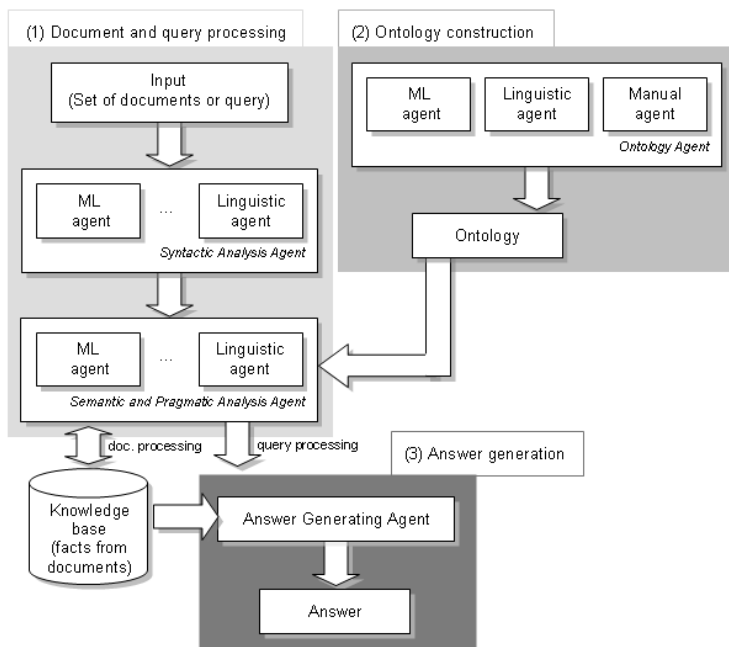 (1) Document and query processing
Input
(Set of documents or query)
ML
agent
...
Linguistic
agent
Syntactic Analysis Agent
ML
agent
...
Linguistic
agent
Semantic and Pragmatic Analysis Agent
doc. processing
query processing
Knowledge
base
(facts from
documents)
(2) Ontology construction
ML
agent
Linguistic
agent
Manual
agent
Ontology Agent
Ontology
(3) Answer generation
Answer Generating Agent
Answer